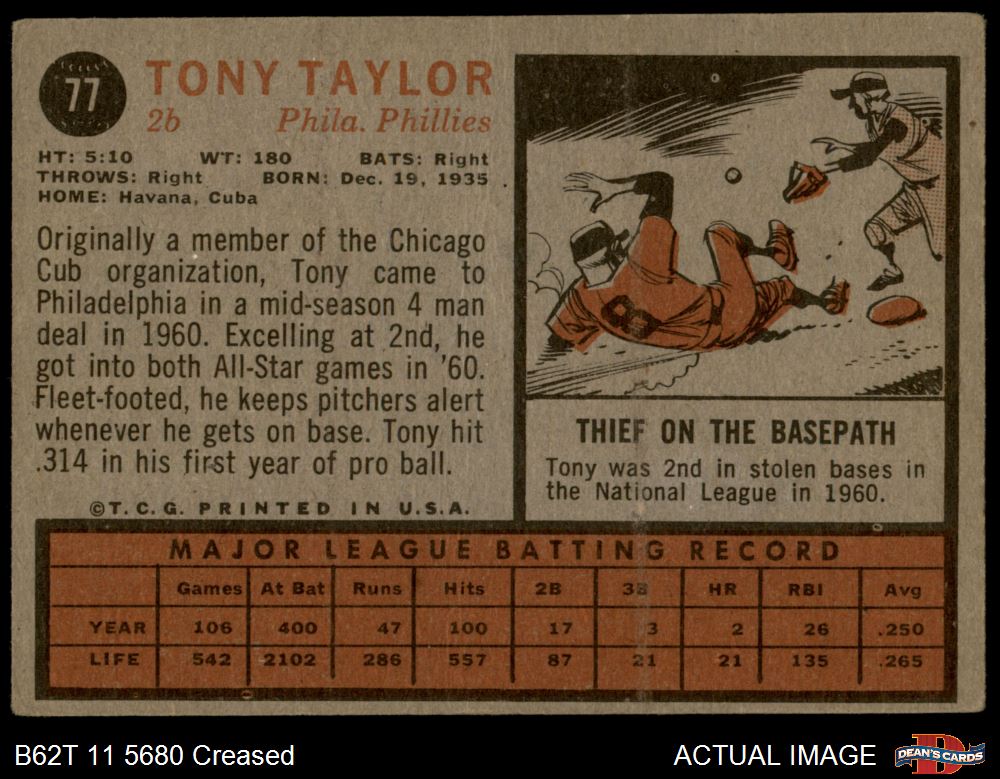 77
TONY TAYLOR
2b Phila. Phillies
HT: 5:10 WT: 180 BATS: Right
THROWS: Right BORN: Dec. 19, 1935
HOME: Havana, Cuba
Originally a member of the Chicago
Cub organization, Tony came to
Philadelphia in a mid-season 4 man
deal in 1960. Excelling at 2nd, he
got into both All-Star games in '60.
Fleet-footed, he keeps pitchers alert
whenever he gets on base. Tony hit
.314 in his first year of pro ball.
©T.C.G. PRINTED IN U.S.A.
8
THIEF ON THE BASEPATH
Tony was 2nd in stolen bases in
the National League in 1960.
MAJOR LEAGUE BATTING RECORD
Games At Bat Runs Hits 2B 3B HR RBI Avg
YEAR 106 400 47 100 17 3 2 26 .250
LIFE 542 2102 286 557 87 21 21 135 .265
B62T 11 5680 Creased
ACTUAL IMAGE
DEAN'S CARDS